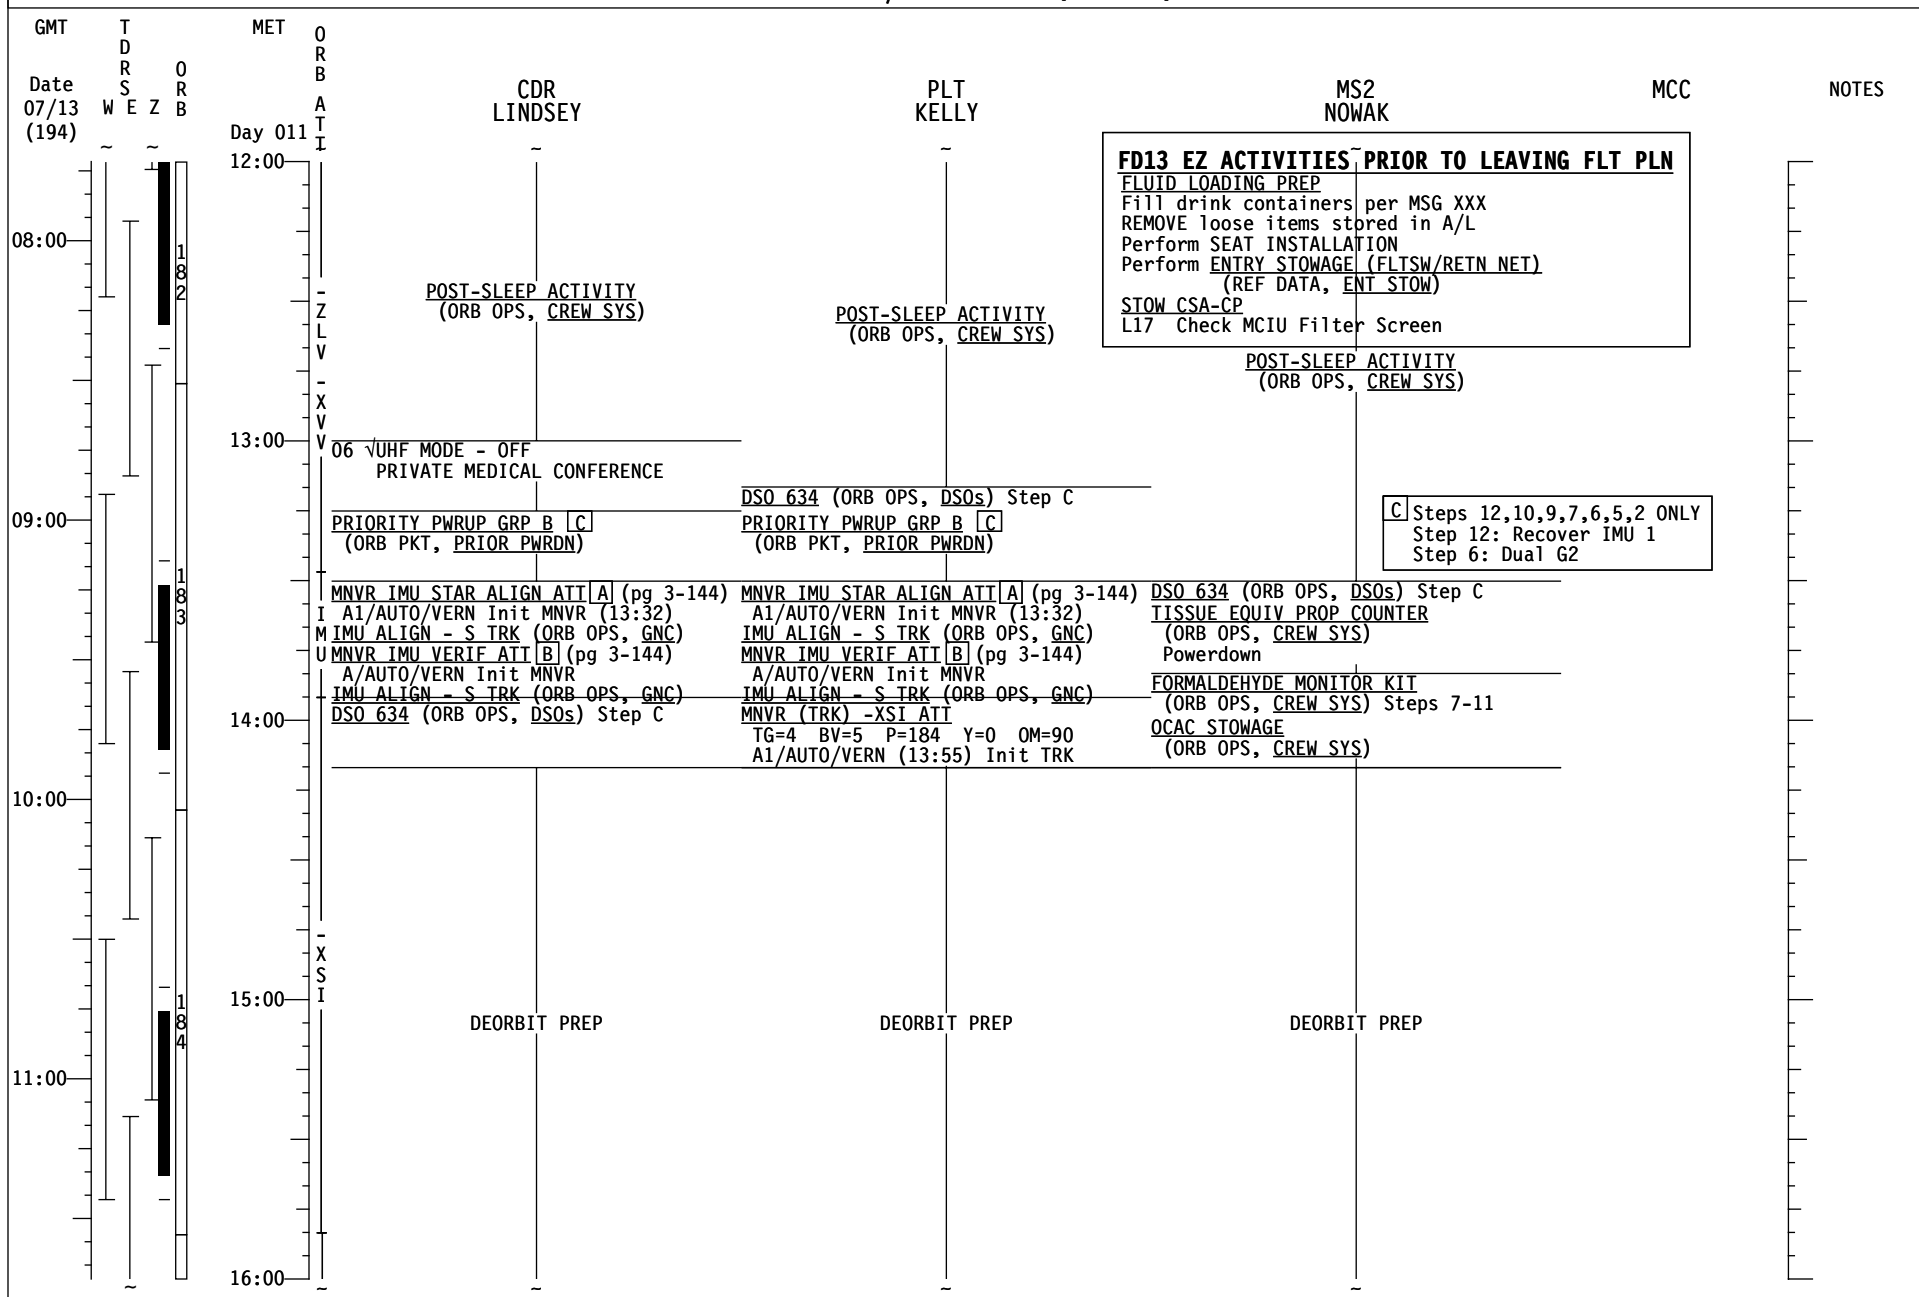 GMT
TDRS
MET
ORB ATT
Date
07/13
(194)
W E Z
ORB
Day 011
CDR
LINDSEY
PLT
KELLY
MS2
NOWAK
MCC
NOTES
12:00
13:00
14:00
15:00
16:00
08:00
09:00
10:00
11:00
182
183
184
-ZLV -XVV
IMU
-XSI
FD13 EZ ACTIVITIES PRIOR TO LEAVING FLT PLN
FLUID LOADING PREP
Fill drink containers per MSG XXX
REMOVE loose items stored in A/L
Perform SEAT INSTALLATION
Perform ENTRY STOWAGE (FLTSW/RETN NET)
(REF DATA, ENT STOW)
STOW CSA-CP
L17 Check MCIU Filter Screen
POST-SLEEP ACTIVITY
(ORB OPS, CREW SYS)
06 √UHF MODE - OFF
PRIVATE MEDICAL CONFERENCE
PRIORITY PWRUP GRP B C
(ORB PKT, PRIOR PWRDN)
MNVR IMU STAR ALIGN ATT A (pg 3-144)
A1/AUTO/VERN Init MNVR (13:32)
IMU ALIGN - S TRK (ORB OPS, GNC)
MNVR IMU VERIF ATT B (pg 3-144)
A/AUTO/VERN Init MNVR
IMU ALIGN - S TRK (ORB OPS, GNC)
DSO 634 (ORB OPS, DSOs) Step C
DEORBIT PREP
POST-SLEEP ACTIVITY
(ORB OPS, CREW SYS)
DSO 634 (ORB OPS, DSOs) Step C
PRIORITY PWRUP GRP B C
(ORB PKT, PRIOR PWRDN)
MNVR IMU STAR ALIGN ATT A (pg 3-144)
A1/AUTO/VERN Init MNVR (13:32)
IMU ALIGN - S TRK (ORB OPS, GNC)
MNVR IMU VERIF ATT B (pg 3-144)
A/AUTO/VERN Init MNVR
IMU ALIGN - S TRK (ORB OPS, GNC)
MNVR (TRK) -XSI ATT
TG=4 BV=5 P=184 Y=0 OM=90
A1/AUTO/VERN (13:55) Init TRK
DEORBIT PREP
POST-SLEEP ACTIVITY
(ORB OPS, CREW SYS)
C Steps 12,10,9,7,6,5,2 ONLY
Step 12: Recover IMU 1
Step 6: Dual G2
DSO 634 (ORB OPS, DSOs) Step C
TISSUE EQUIV PROP COUNTER
(ORB OPS, CREW SYS)
Powerdown
FORMALDEHYDE MONITOR KIT
(ORB OPS, CREW SYS) Steps 7-11
OCAC STOWAGE
(ORB OPS, CREW SYS)
DEORBIT PREP